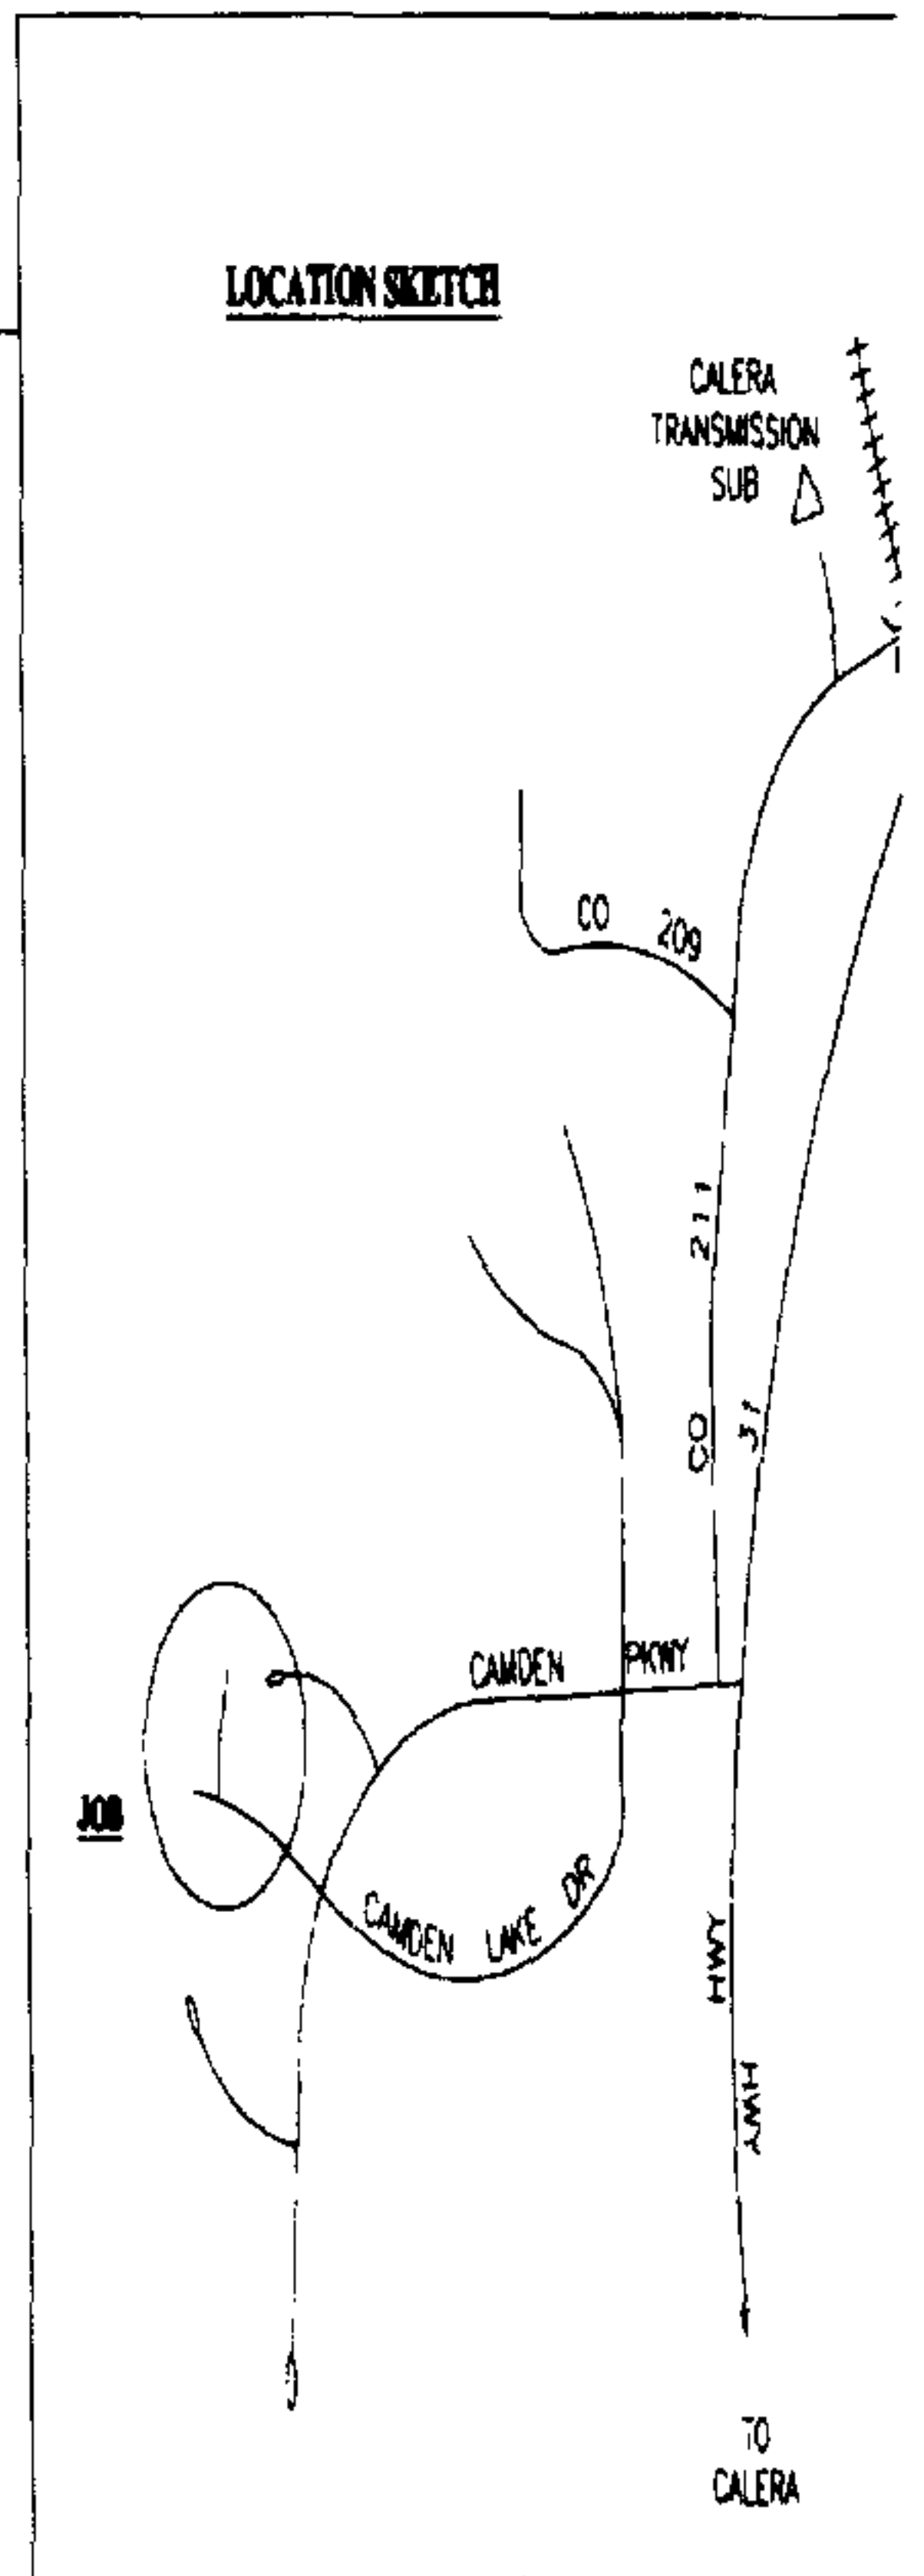 LOCATION SKETCH
CALERA
TRANSMISSION
SUB
CO 209
CO 211
31
CAMDEN PKWY
JOB
CAMDEN LAKE DR
HWY
HWY
TO
CALERA